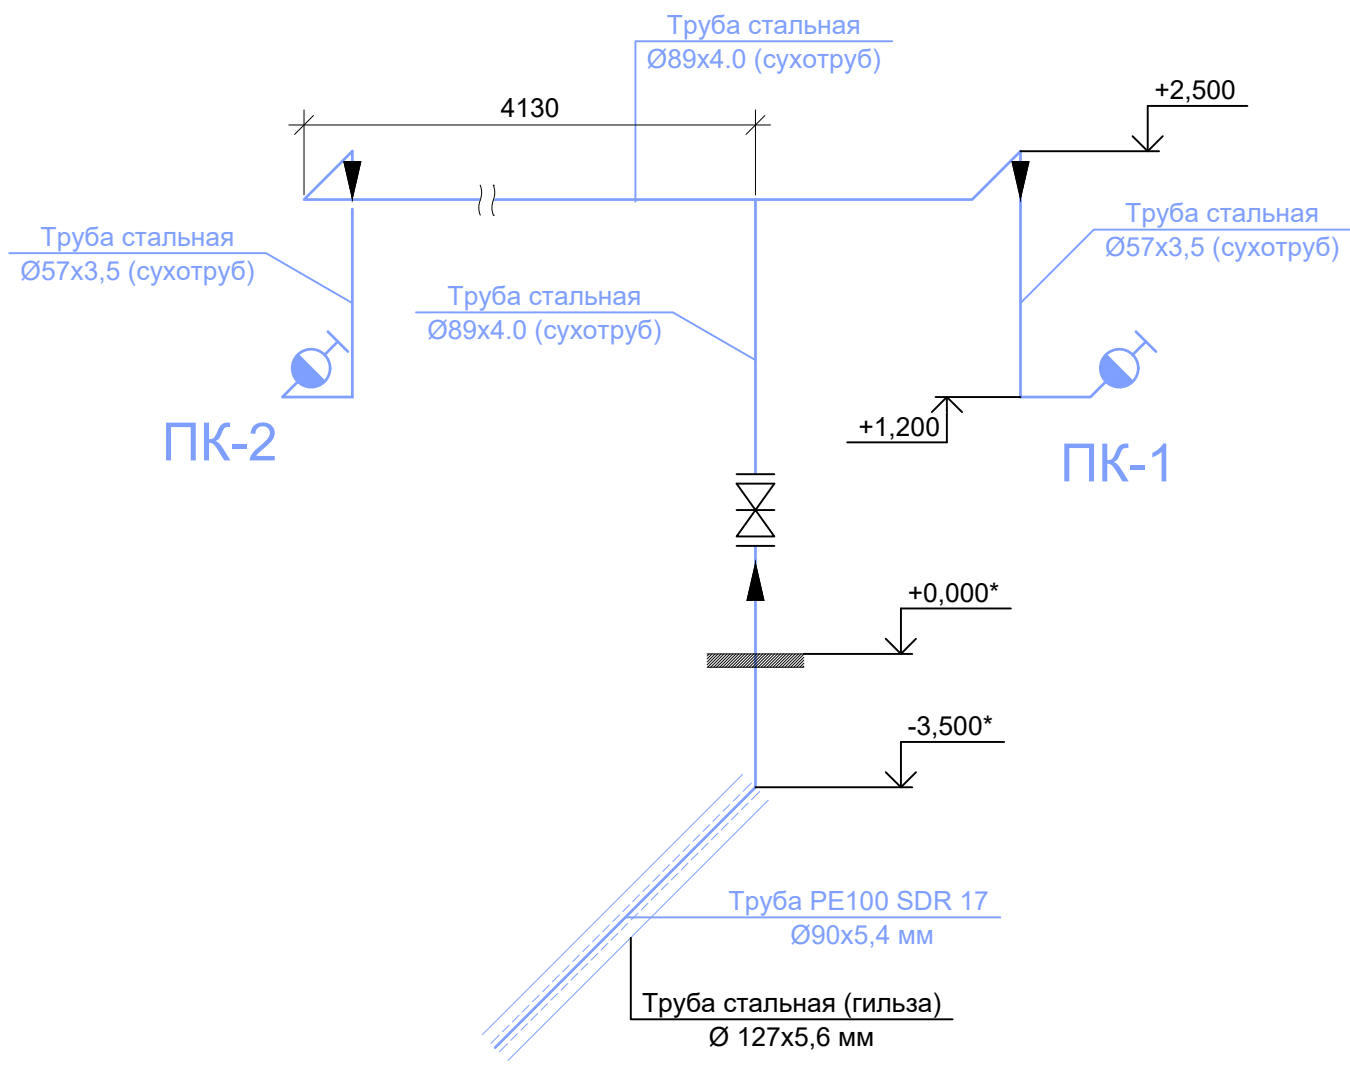 Труба стальная
Ø89x4.0 (сухотруб)
4130
+2,500
Труба стальная
Ø57x3,5 (сухотруб)
Труба стальная
Ø57x3,5 (сухотруб)
Труба стальная
Ø89x4.0 (сухотруб)
ПК-2
+1,200
ПК-1
+0,000*
-3,500*
Труба PE100 SDR 17
Ø90x5,4 мм
Труба стальная (гильза)
Ø 127x5,6 мм